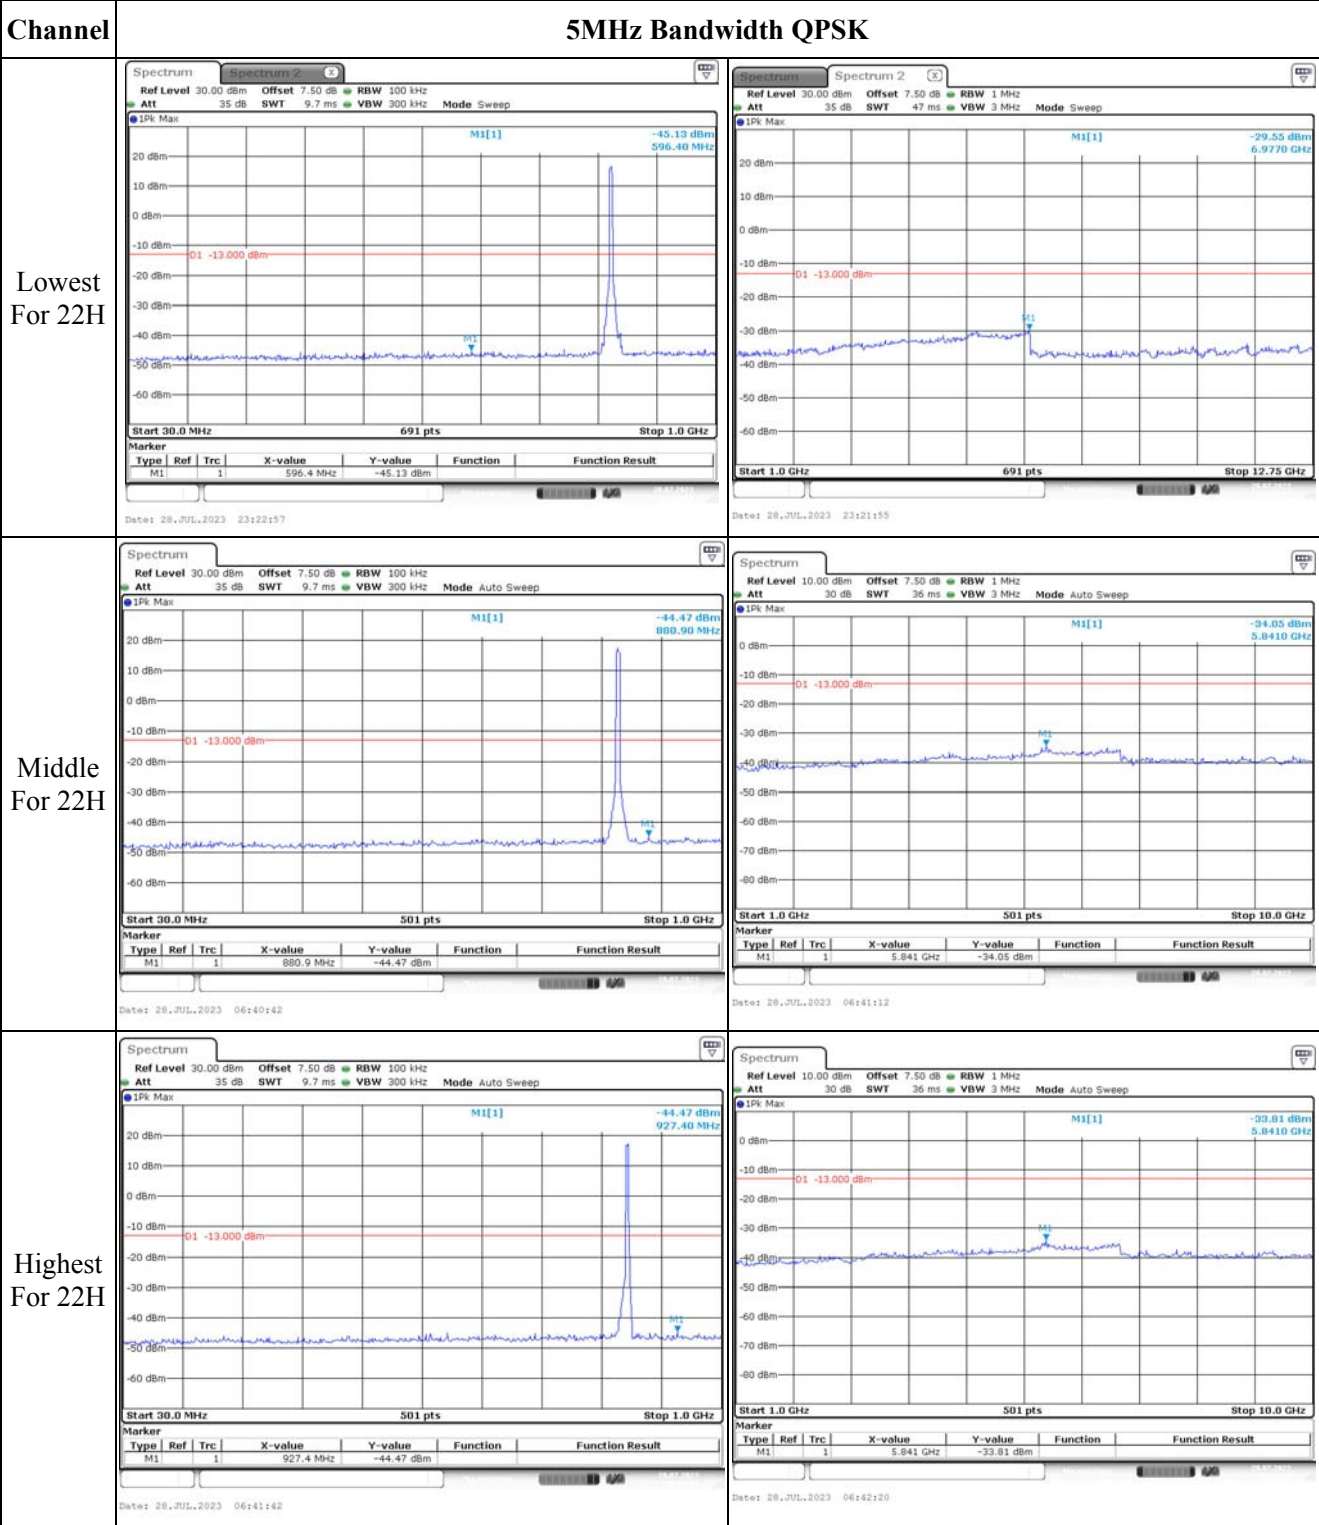 Channel 5MHz Bandwidth QPSK
Lowest
For 22H
Spectrum Spectrum 2 X
Ref Level 30.00 dBm Offset 7.50 dB RBW 100 kHz
Att 35 dB SWT 9.7 ms VBW 300 kHz Mode Sweep
1Pk Max
M1[1] -45.13 dBm
596.40 MHz
20 dBm
10 dBm
0 dBm
-10 dBm
D1 -13.000 dBm
-20 dBm
-30 dBm
-40 dBm
M1
-50 dBm
-60 dBm
Start 30.0 MHz 691 pts Stop 1.0 GHz
Marker
Type Ref Trc X-value Y-value Function Function Result
M1 1 596.4 MHz -45.13 dBm
Date: 28.JUL.2023 23:22:57
Spectrum Spectrum 2 X
Ref Level 30.00 dBm Offset 7.50 dB RBW 1 MHz
Att 35 dB SWT 47 ms VBW 3 MHz Mode Sweep
1Pk Max
M1[1] -29.55 dBm
6.9770 GHz
20 dBm
10 dBm
0 dBm
-10 dBm
D1 -13.000 dBm
-20 dBm
M1
-30 dBm
-40 dBm
-50 dBm
-60 dBm
Start 1.0 GHz 691 pts Stop 12.75 GHz
Date: 28.JUL.2023 23:21:55
Middle
For 22H
Spectrum
Ref Level 30.00 dBm Offset 7.50 dB RBW 100 kHz
Att 35 dB SWT 9.7 ms VBW 300 kHz Mode Auto Sweep
1Pk Max
M1[1] -44.47 dBm
880.90 MHz
20 dBm
10 dBm
0 dBm
-10 dBm
D1 -13.000 dBm
-20 dBm
-30 dBm
-40 dBm
M1
-50 dBm
-60 dBm
Start 30.0 MHz 501 pts Stop 1.0 GHz
Marker
Type Ref Trc X-value Y-value Function Function Result
M1 1 880.9 MHz -44.47 dBm
Date: 28.JUL.2023 06:40:42
Spectrum
Ref Level 10.00 dBm Offset 7.50 dB RBW 1 MHz
Att 30 dB SWT 36 ms VBW 3 MHz Mode Auto Sweep
1Pk Max
M1[1] -34.05 dBm
5.8410 GHz
0 dBm
-10 dBm
D1 -13.000 dBm
-20 dBm
-30 dBm
M1
-40 dBm
-50 dBm
-60 dBm
-70 dBm
-80 dBm
Start 1.0 GHz 501 pts Stop 10.0 GHz
Marker
Type Ref Trc X-value Y-value Function Function Result
M1 1 5.841 GHz -34.05 dBm
Date: 28.JUL.2023 06:41:12
Highest
For 22H
Spectrum
Ref Level 30.00 dBm Offset 7.50 dB RBW 100 kHz
Att 35 dB SWT 9.7 ms VBW 300 kHz Mode Auto Sweep
1Pk Max
M1[1] -44.47 dBm
927.40 MHz
20 dBm
10 dBm
0 dBm
-10 dBm
D1 -13.000 dBm
-20 dBm
-30 dBm
-40 dBm
M1
-50 dBm
-60 dBm
Start 30.0 MHz 501 pts Stop 1.0 GHz
Marker
Type Ref Trc X-value Y-value Function Function Result
M1 1 927.4 MHz -44.47 dBm
Date: 28.JUL.2023 06:41:42
Spectrum
Ref Level 10.00 dBm Offset 7.50 dB RBW 1 MHz
Att 30 dB SWT 36 ms VBW 3 MHz Mode Auto Sweep
1Pk Max
M1[1] -33.81 dBm
5.8410 GHz
0 dBm
-10 dBm
D1 -13.000 dBm
-20 dBm
-30 dBm
M1
-40 dBm
-50 dBm
-60 dBm
-70 dBm
-80 dBm
Start 1.0 GHz 501 pts Stop 10.0 GHz
Marker
Type Ref Trc X-value Y-value Function Function Result
M1 1 5.841 GHz -33.81 dBm
Date: 28.JUL.2023 06:42:20